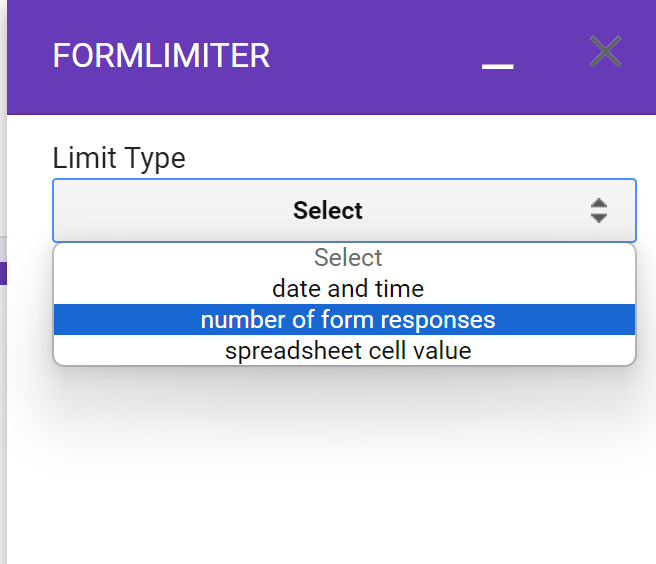 FORMLIMITER
Limit Type
Select
Select
date and time
number of form responses
spreadsheet cell value